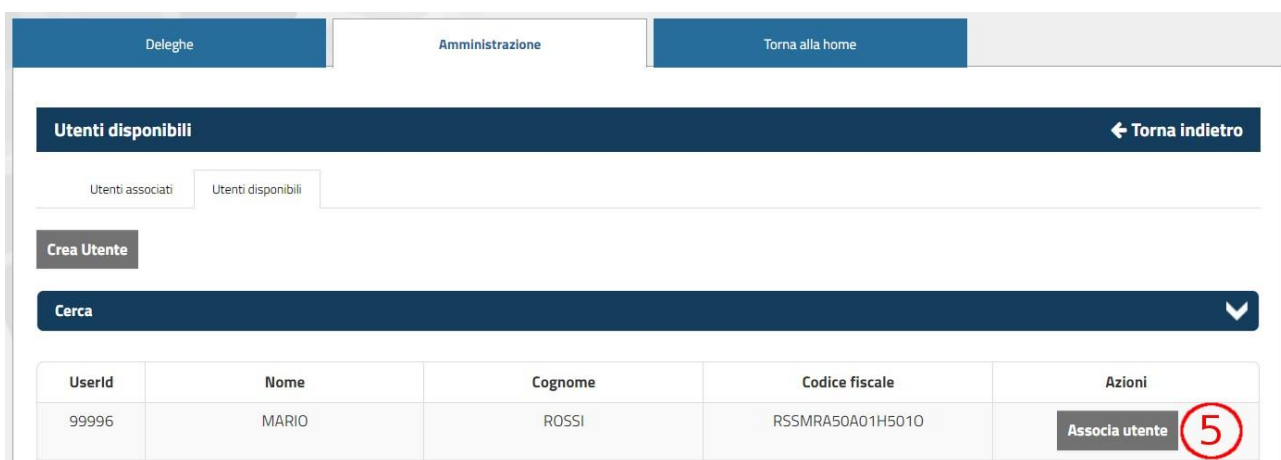 Deleghe Amministrazione Torna alla home
Utenti disponibili Torna indietro
Utenti associati Utenti disponibili
Crea Utente
Cerca
UserId Nome Cognome Codice fiscale Azioni
99996 MARIO ROSSI RSSMRA50A01H501O Associa utente 5